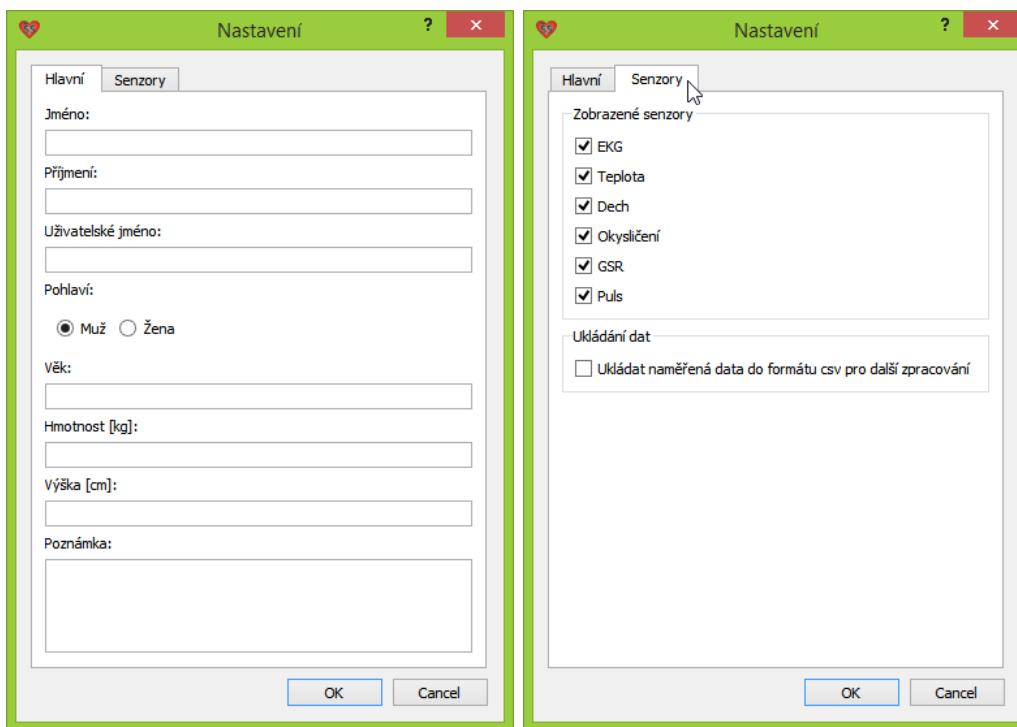 Nastavení ?
Hlavní Senzory
Jméno:
Příjmení:
Uživatelské jméno:
Pohlaví:
Muž Žena
Věk:
Hmotnost [kg]:
Výška [cm]:
Poznámka:
OK Cancel
Nastavení ?
Hlavní Senzory
Zobrazené senzory
EKG
Teplota
Dech
Okysličení
GSR
Puls
Ukládání dat
Ukládat naměřená data do formátu csv pro další zpracování
OK Cancel